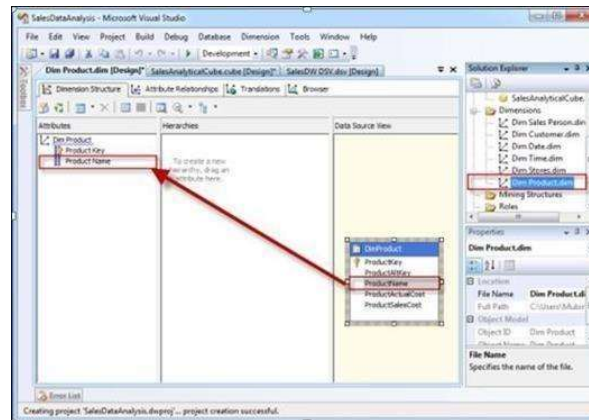 SalesDataAnalysis - Microsoft Visual Studio
File Edit View Project Build Debug Database Dimension Tools Window Help
Development
Dim Product.dim [Design]* SalesAnalyticalCube.cube [Design]* SalesDW DSV.dsv [Design]
Dimension Structure Attribute Relationships Translations Browser
Toolbox
Attributes
Dim Product
Product Key
Product Name
Hierarchies
To create a new
hierarchy, drag an
attribute here.
Data Source View
DimProduct
ProductKey
ProductAltKey
ProductName
ProductActualCost
ProductSalesCost
Solution Explorer
SalesAnalyticalCube.
Dimensions
Dim Sales Person.dim
Dim Customer.dim
Dim Date.dim
Dim Time.dim
Dim Stores.dim
Dim Product.dim
Mining Structures
Roles
Properties
Dim Product.dim
Location
File Name Dim Product.di
Full Path
Object Model
Object ID Dim Product
Object Name Dim Product
File Name
Specifies the name of the file.
Error List
Creating project 'SalesDataAnalysis.dwproj'... project creation successful.